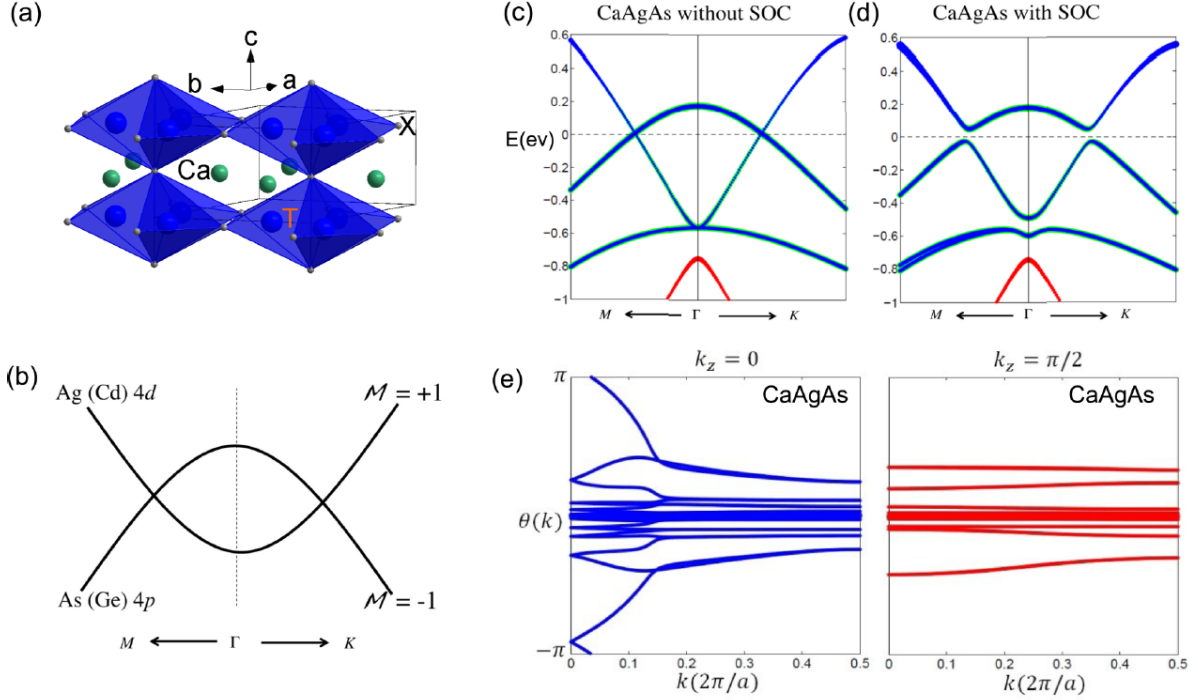 (a)
c
b
a
X
Ca
T
(b)
Ag (Cd) 4d
ℳ = +1
As (Ge) 4p
ℳ = -1
M
Γ
K
(c)
CaAgAs without SOC
0.6
0.4
0.2
0
E(ev)
−0.2
−0.4
−0.6
−0.8
−1
M
Γ
K
(d)
CaAgAs with SOC
0.6
0.4
0.2
0
−0.2
−0.4
−0.6
−0.8
−1
M
Γ
K
(e)
k_z = 0
π
CaAgAs
θ(k)
−π
0 0.1 0.2 0.3 0.4 0.5
k(2π/a)
k_z = π/2
CaAgAs
0 0.1 0.2 0.3 0.4 0.5
k(2π/a)